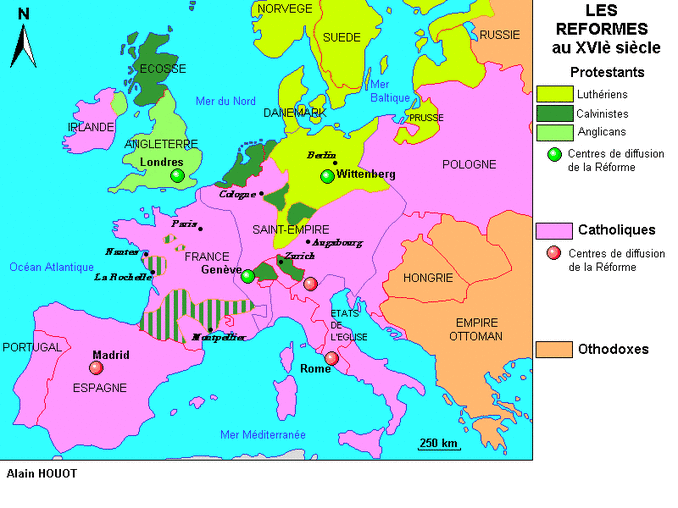 N
LES
REFORMES
au XVIè siècle
Protestants
Luthériens
Calvinistes
Anglicans
Centres de diffusion
de la Réforme
Catholiques
Centres de diffusion
de la Réforme
Othodoxes
NORVEGE
SUEDE
RUSSIE
ECOSSE
Mer du Nord
Mer
Baltique
DANEMARK
PRUSSE
IRLANDE
ANGLETERRE
Londres
Berlin
Wittenberg
POLOGNE
Cologne
Paris
SAINT-EMPIRE
Augsbourg
Nantes
FRANCE
Zurich
Océan Atlantique
La Rochelle
Genève
HONGRIE
ETATS
DE
L'EGLISE
EMPIRE
OTTOMAN
Montpellier
PORTUGAL
Madrid
Rome
ESPAGNE
Mer Méditerranée
250 km
Alain HOUOT